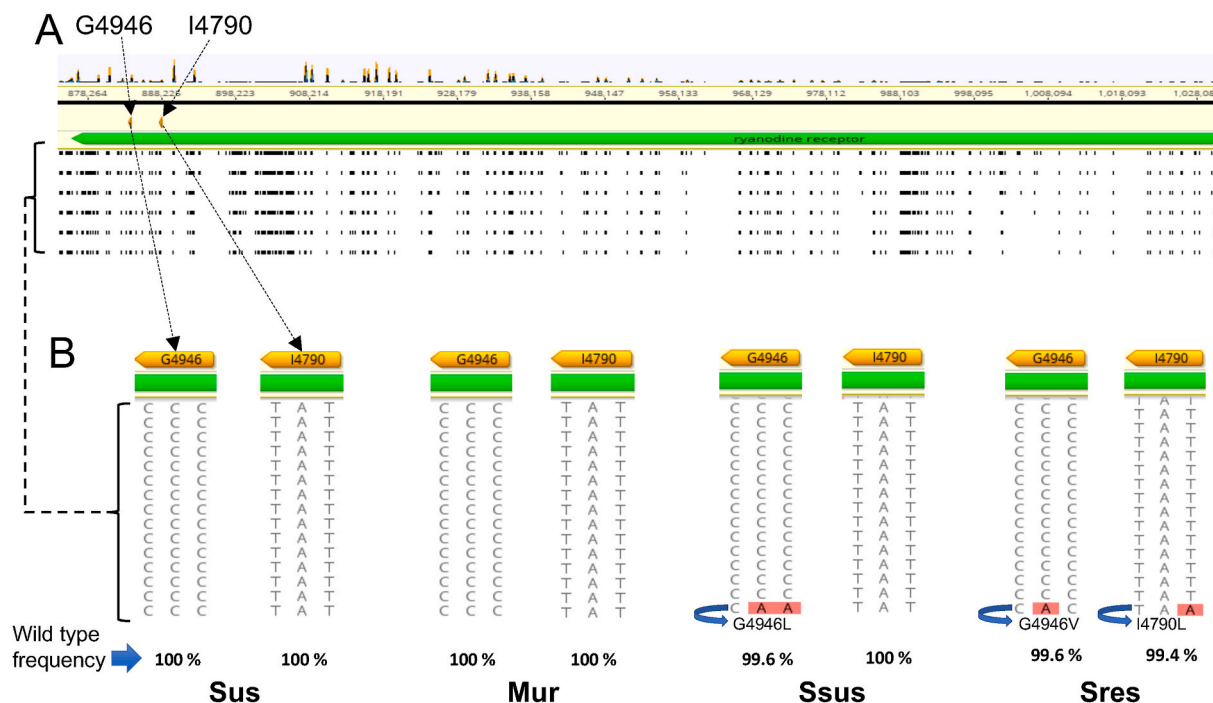 A G4946 I4790
878,264 888,226 898,223 908,214 918,191 928,179 938,158 948,147 958,133 968,129 978,112 988,103 998,095 1,008,094 1,018,093 1,028,08
ryanodine receptor
B
G4946 I4790 G4946 I4790 G4946 I4790 G4946 I4790
C C C T A T C C C T A T C C C T A T C C C T A T
C C C T A T C C C T A T C C C T A T C C C T A T
C C C T A T C C C T A T C C C T A T C C C T A T
C C C T A T C C C T A T C C C T A T C C C T A T
C C C T A T C C C T A T C C C T A T C C C T A T
C C C T A T C C C T A T C C C T A T C C C T A T
C C C T A T C C C T A T C C C T A T C C C T A T
C C C T A T C C C T A T C C C T A T C C C T A T
C C C T A T C C C T A T C C C T A T C C C T A T
C C C T A T C C C T A T C C C T A T C C C T A T
C C C T A T C C C T A T C C C T A T C C C T A T
C C C T A T C C C T A T C C C T A T C C C T A T
C C C T A T C C C T A T C C C T A T C C C T A T
C C C T A T C C C T A T C C C T A T C C C T A T
C C C T A T C C C T A T C A A T A T C A C T A A
G4946L G4946V I4790L
Wild type
frequency 100 % 100 % 100 % 100 % 99.6 % 100 % 99.6 % 99.4 %
Sus Mur Ssus Sres